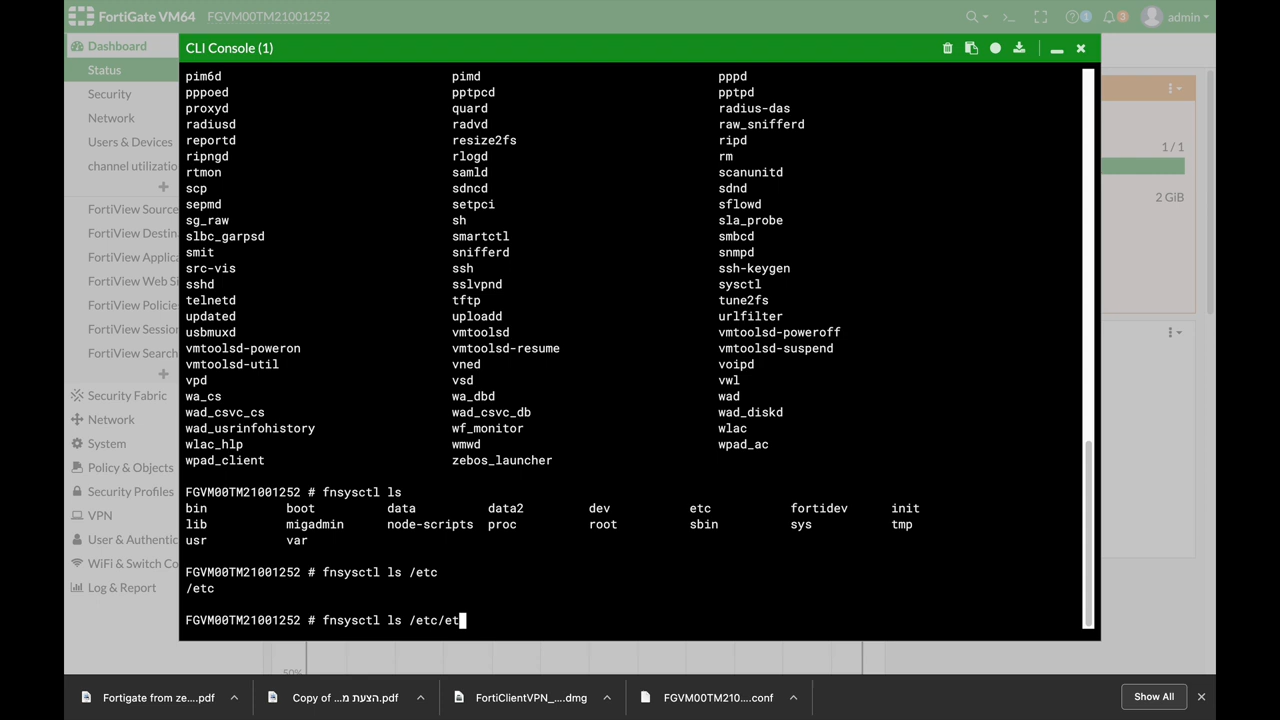 FortiGate VM64 FGVM00TM21001252
1 3 admin
Dashboard
Status
Security
Network
Users & Devices
channel utilizatio
FortiView Source
FortiView Destin
FortiView Applica
FortiView Web Si
FortiView Policie
FortiView Session
FortiView Search
Security Fabric
Network
System
Policy & Objects
Security Profiles
VPN
User & Authentic
WiFi & Switch Co
Log & Report
CLI Console (1)
pim6d pimd pppd
pppoed pptpcd pptpd
proxyd quard radius-das
radiusd radvd raw_snifferd
reportd resize2fs ripd
ripngd rlogd rm
rtmon samld scanunitd
scp sdncd sdnd
sepmd setpci sflowd
sg_raw sh sla_probe
slbc_garpsd smartctl smbcd
smit snifferd snmpd
src-vis ssh ssh-keygen
sshd sslvpnd sysctl
telnetd tftp tune2fs
updated uploadd urlfilter
usbmuxd vmtoolsd vmtoolsd-poweroff
vmtoolsd-poweron vmtoolsd-resume vmtoolsd-suspend
vmtoolsd-util vned voipd
vpd vsd vwl
wa_cs wa_dbd wad
wad_csvc_cs wad_csvc_db wad_diskd
wad_usrinfohistory wf_monitor wlac
wlac_hlp wmwd wpad_ac
wpad_client zebos_launcher
FGVM00TM21001252 # fnsysctl ls
bin boot data data2 dev etc fortidev init
lib migadmin node-scripts proc root sbin sys tmp
usr var
FGVM00TM21001252 # fnsysctl ls /etc
/etc
FGVM00TM21001252 # fnsysctl ls /etc/et
1 / 1
2 GiB
50%
Fortigate from ze....pdf
Copy of ...הצעת מ.pdf
FortiClientVPN_....dmg
FGVM00TM210....conf
Show All